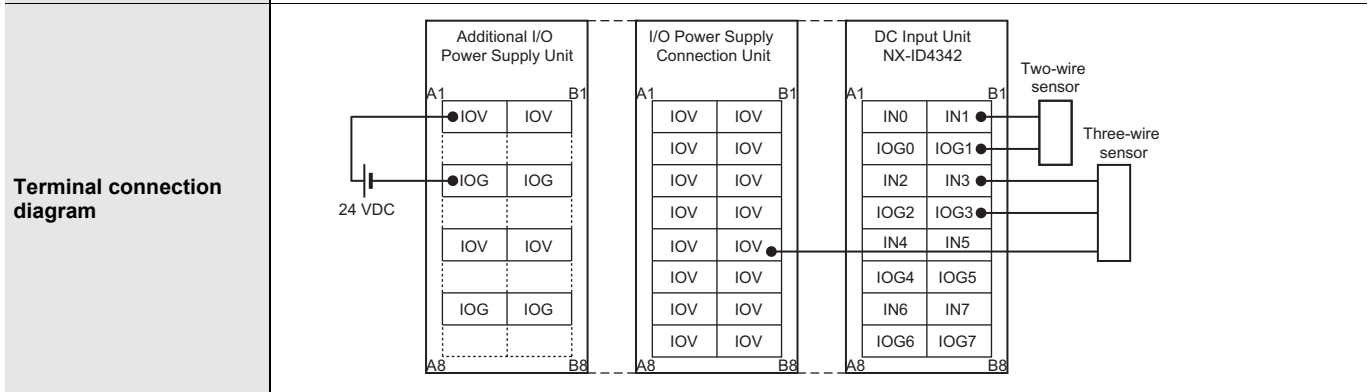 Terminal connection
diagram
24 VDC
Additional I/O
Power Supply Unit
A1 B1
IOV IOV
IOG IOG
IOV IOV
IOG IOG
A8 B8
I/O Power Supply
Connection Unit
A1 B1
IOV IOV
IOV IOV
IOV IOV
IOV IOV
IOV IOV
IOV IOV
IOV IOV
IOV IOV
A8 B8
DC Input Unit
NX-ID4342
A1 B1
IN0 IN1
IOG0 IOG1
IN2 IN3
IOG2 IOG3
IN4 IN5
IOG4 IOG5
IN6 IN7
IOG6 IOG7
A8 B8
Two-wire
sensor
Three-wire
sensor